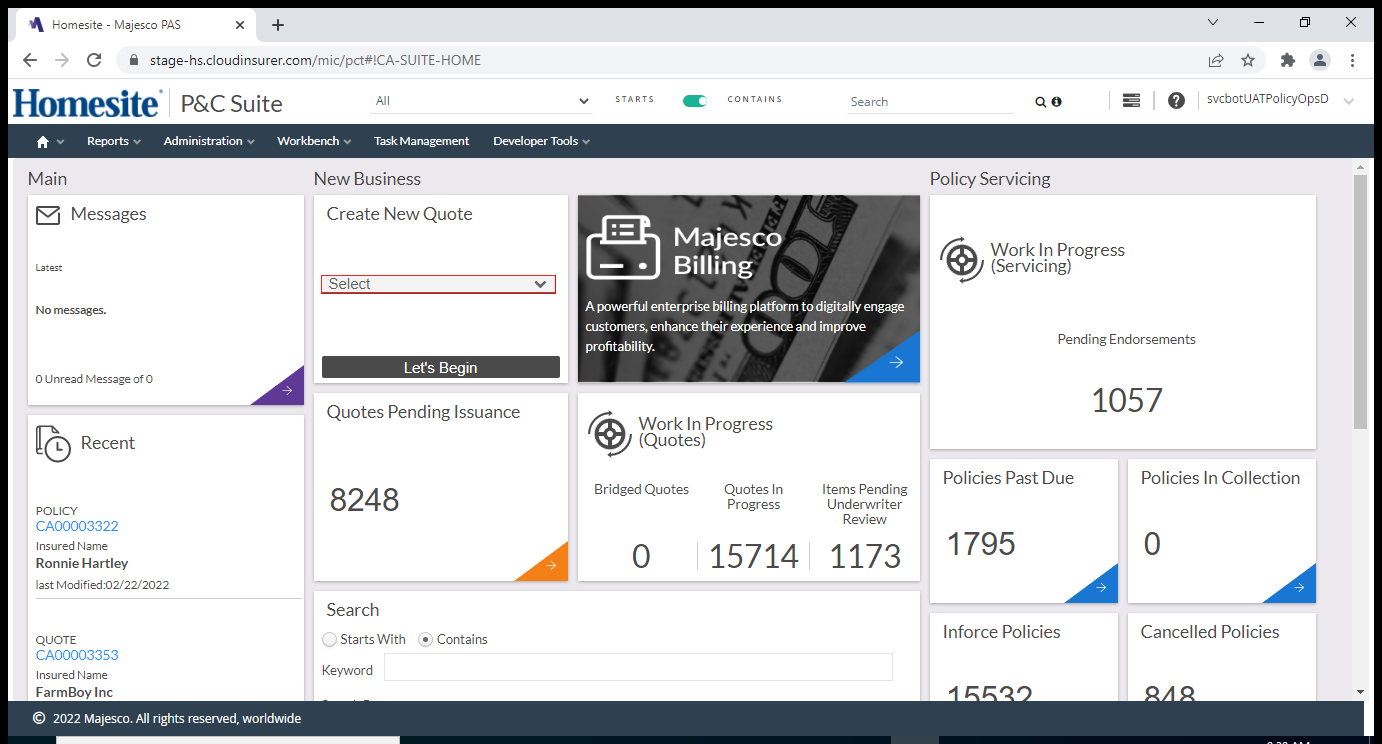 Homesite - Majesco PAS
stage-hs.cloudinsurer.com/mic/pct#!CA-SUITE-HOME
Homesite P&C Suite All STARTS CONTAINS Search svcbotUATPolicyOpsD
Reports Administration Workbench Task Management Developer Tools
Main
Messages
Latest
No messages.
0 Unread Message of 0
Recent
POLICY
CA00003322
Insured Name
Ronnie Hartley
last Modified:02/22/2022
QUOTE
CA00003353
Insured Name
FarmBoy Inc
New Business
Create New Quote
Select
Let's Begin
Majesco
Billing
A powerful enterprise billing platform to digitally engage
customers, enhance their experience and improve
profitability.
Quotes Pending Issuance
8248
Work In Progress
(Quotes)
Bridged Quotes
0
Quotes In
Progress
15714
Items Pending
Underwriter
Review
1173
Search
Starts With Contains
Keyword
Policy Servicing
Work In Progress
(Servicing)
Pending Endorsements
1057
Policies Past Due
1795
Policies In Collection
0
Inforce Policies
15532
Cancelled Policies
848
© 2022 Majesco. All rights reserved, worldwide